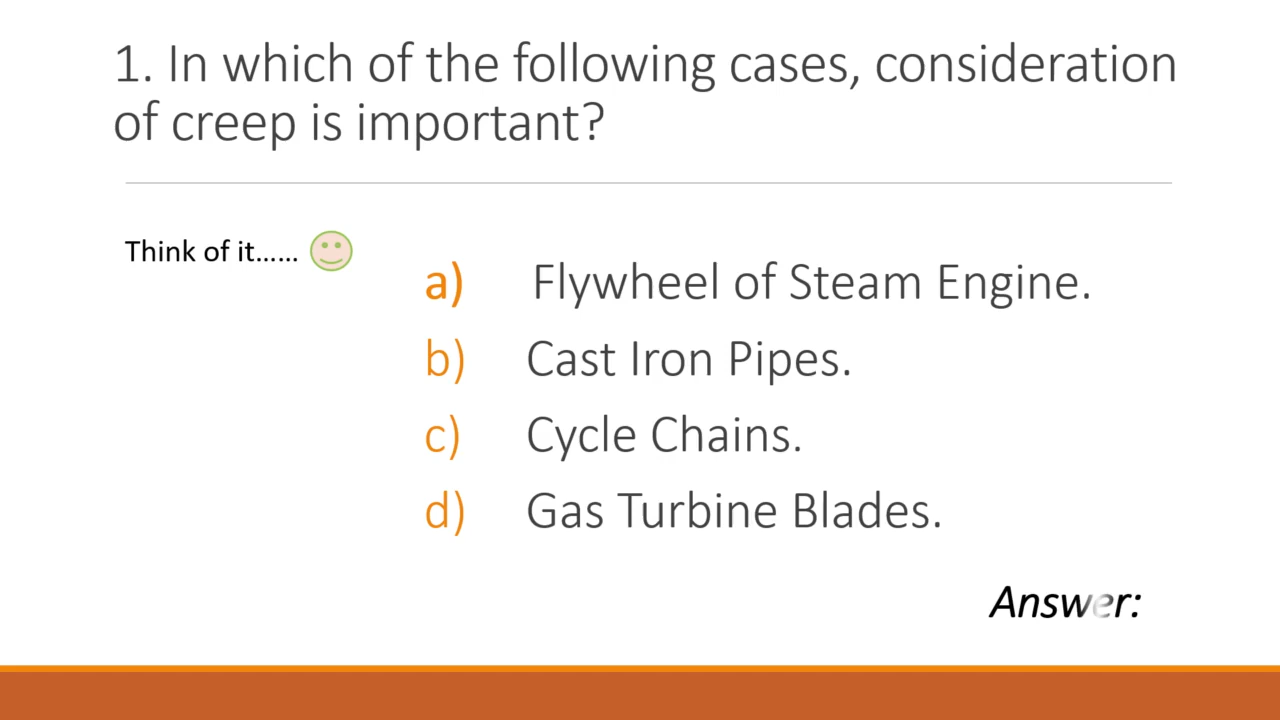 1. In which of the following cases, consideration
of creep is important?
Think of it......
a) Flywheel of Steam Engine.
b) Cast Iron Pipes.
c) Cycle Chains.
d) Gas Turbine Blades.
Answer: